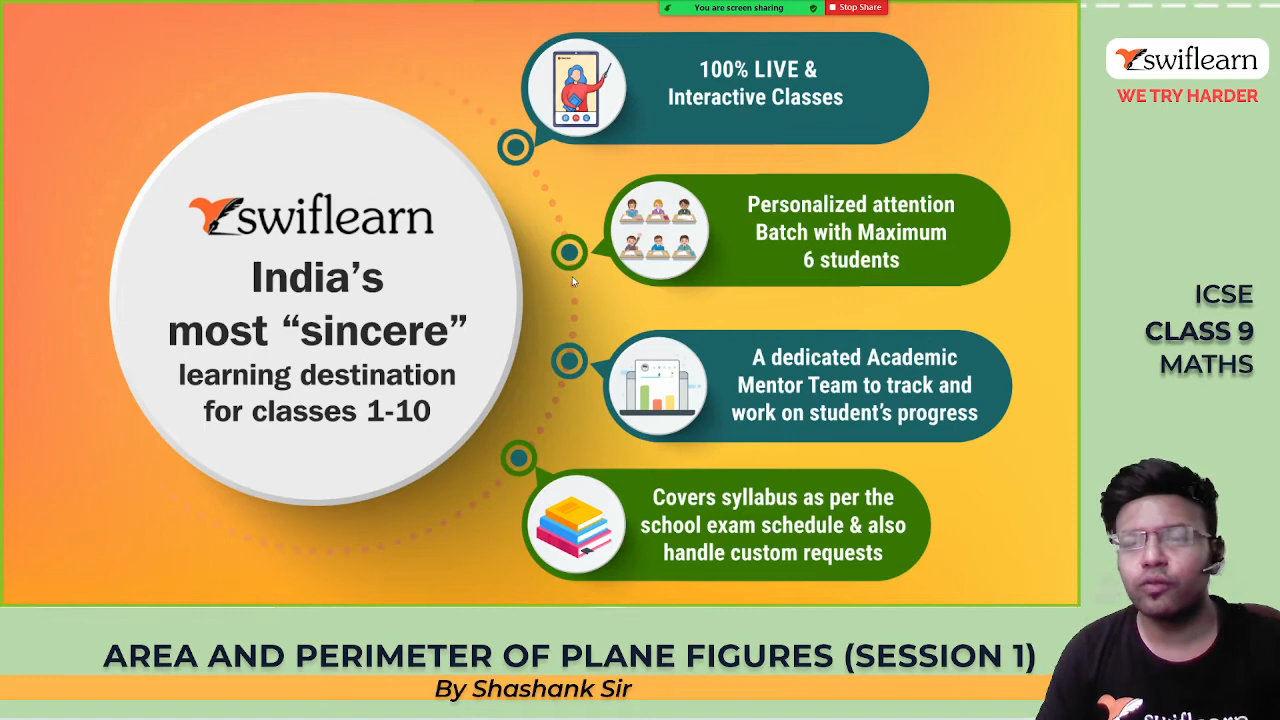 You are screen sharing
Stop Share
swiflearn
WE TRY HARDER
100% LIVE &
Interactive Classes
swiflearn
India's
most “sincere”
learning destination
for classes 1-10
Personalized attention
Batch with Maximum
6 students
A dedicated Academic
Mentor Team to track and
work on student's progress
Covers syllabus as per the
school exam schedule & also
handle custom requests
ICSE
CLASS 9
MATHS
AREA AND PERIMETER OF PLANE FIGURES (SESSION 1)
By Shashank Sir
swiflearn